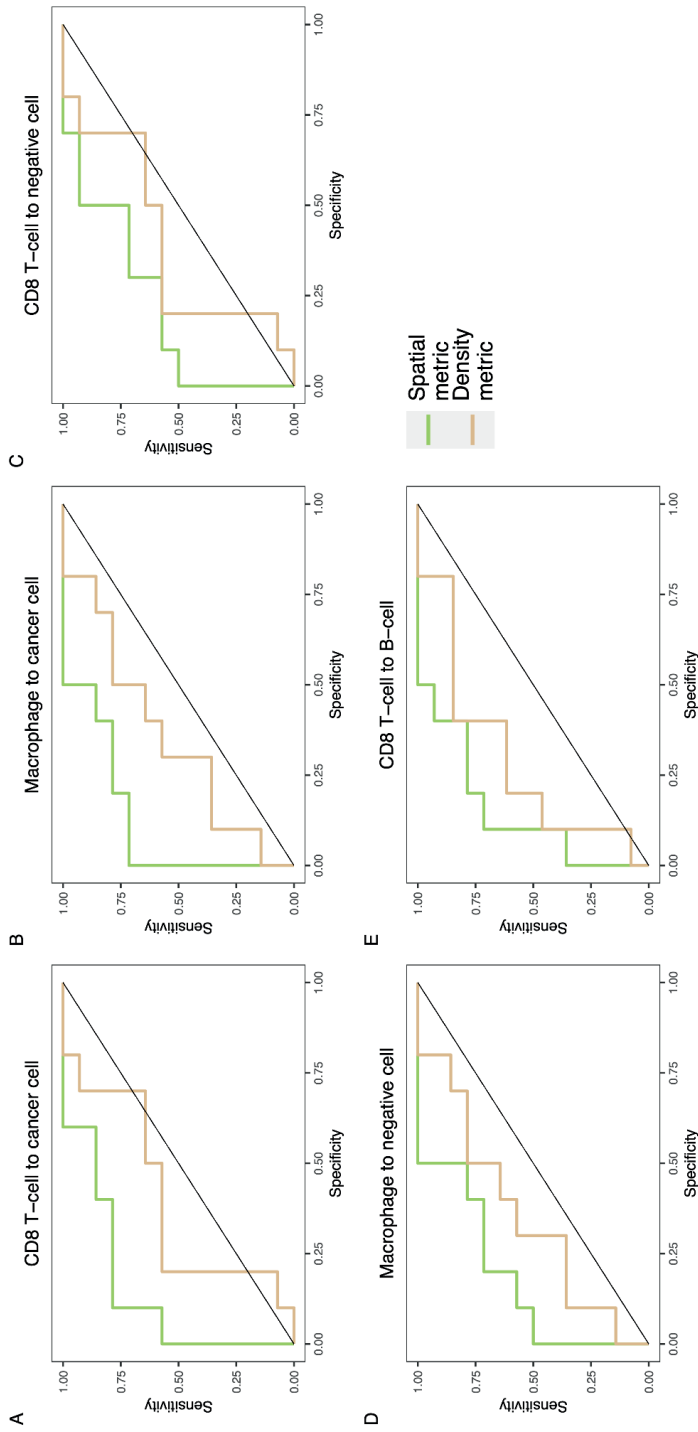 A
CD8 T−cell to cancer cell
Sensitivity
1.00
0.75
0.50
0.25
0.00
0.00
0.25
0.50
0.75
1.00
Specificity
B
Macrophage to cancer cell
Sensitivity
1.00
0.75
0.50
0.25
0.00
0.00
0.25
0.50
0.75
1.00
Specificity
C
CD8 T−cell to negative cell
Sensitivity
1.00
0.75
0.50
0.25
0.00
0.00
0.25
0.50
0.75
1.00
Specificity
D
Macrophage to negative cell
Sensitivity
1.00
0.75
0.50
0.25
0.00
0.00
0.25
0.50
0.75
1.00
Specificity
E
CD8 T−cell to B−cell
Sensitivity
1.00
0.75
0.50
0.25
0.00
0.00
0.25
0.50
0.75
1.00
Specificity
Spatial
metric
Density
metric